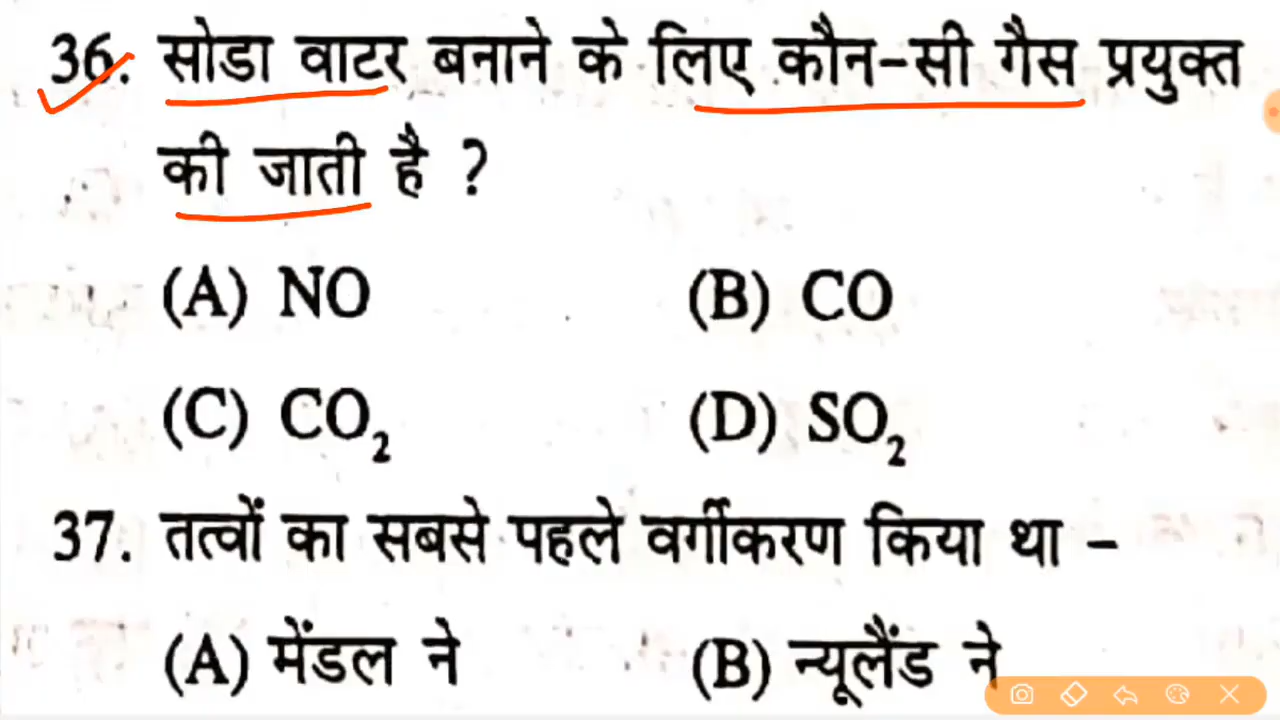 36. सोडा वाटर बनाने के लिए कौन-सी गैस प्रयुक्त
की जाती है ?
(A) NO (B) CO
(C) CO₂ (D) SO₂
37. तत्वों का सबसे पहले वर्गीकरण किया था –
(A) मेंडल ने (B) न्यूलैंड ने